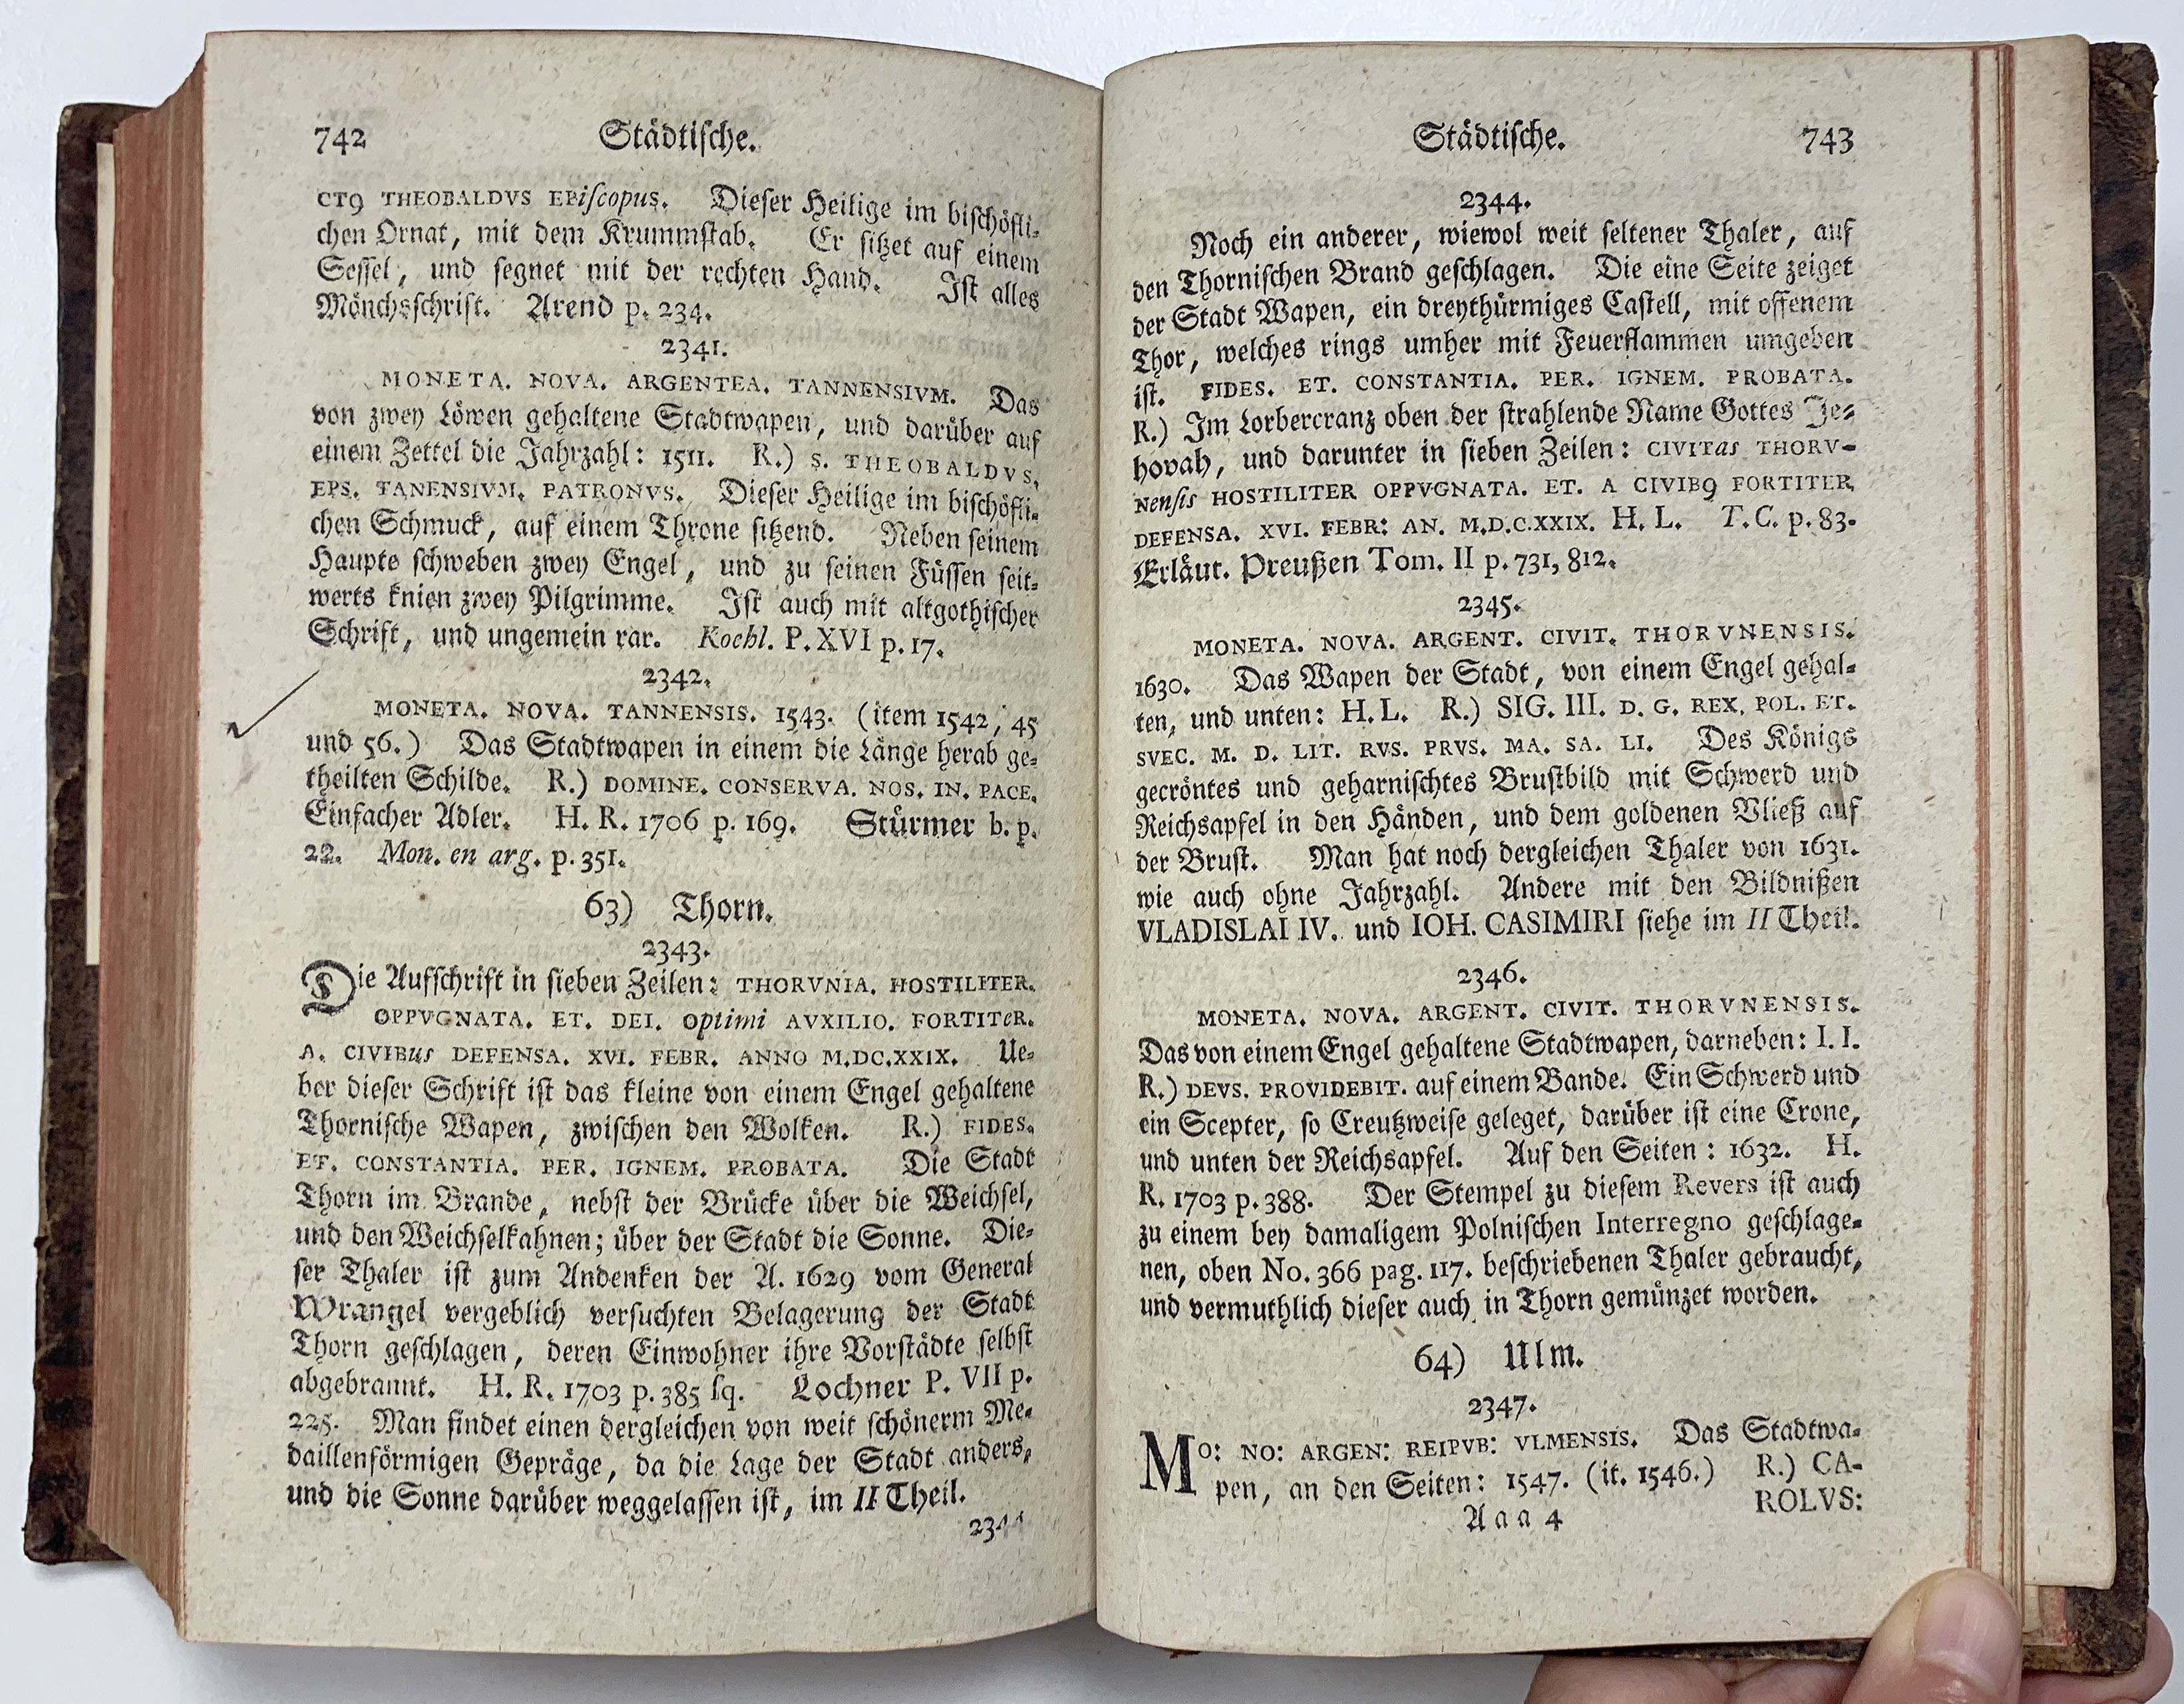 742 Städtische.
CT9 THEOBALDVS EPiscopus. Dieser Heilige im bischöfli-
chen Ornat, mit dem Krummstab. Er sitzet auf einem
Sessel, und segnet mit der rechten Hand. Ist alles
Mönchsschrift. Arend p. 234.
2341.
MONETA. NOVA. ARGENTEA. TANNENSIVM. Das
von zwey Löwen gehaltene Stadtwapen, und darüber auf
einem Zettel die Jahrzahl: 1511. R.) S. THEOBALDVS.
EPS. TANENSIVM. PATRONVS. Dieser Heilige im bischöfli-
chen Schmuck, auf einem Throne sitzend. Neben seinem
Haupte schweben zwey Engel, und zu seinen Füssen seit-
werts knien zwey Pilgrimme. Ist auch mit altgothischer
Schrift, und ungemein rar. Koehl. P. XVI p. 17.
2342.
MONETA. NOVA. TANNENSIS. 1543. (item 1542, 45
und 56.) Das Stadtwapen in einem die Länge herab ge-
theilten Schilde. R.) DOMINE. CONSERVA. NOS. IN. PACE.
Einfacher Adler. H. R. 1706 p. 169. Stürmer b. p.
22. Mon. en arg. p. 351.
63) Thorn.
2343.
Die Aufschrift in sieben Zeilen: THORVNIA. HOSTILITER.
OPPVGNATA. ET. DEI. Optimi AVXILIO. FORTITeR.
A. CIVIBus DEFENSA. XVI. FEBR. ANNO M.DC.XXIX. Ue-
ber dieser Schrift ist das kleine von einem Engel gehaltene
Thornische Wapen, zwischen den Wolken. R.) FIDES.
ET. CONSTANTIA. PER. IGNEM. PROBATA. Die Stadt
Thorn im Brande, nebst der Brücke über die Weichsel,
und den Weichselkahnen; über der Stadt die Sonne. Die-
ser Thaler ist zum Andenken der A. 1629 vom General
Wrangel vergeblich versuchten Belagerung der Stadt
Thorn geschlagen, deren Einwohner ihre Vorstädte selbst
abgebrannt. H. R. 1703 p. 385 sq. Lochner P. VII p.
225. Man findet einen dergleichen von weit schönerm Me-
daillenförmigen Gepräge, da die Lage der Stadt anders,
und die Sonne darüber weggelassen ist, im II Theil.
2344
Städtische. 743
2344.
Noch ein anderer, wiewol weit seltener Thaler, auf
den Thornischen Brand geschlagen. Die eine Seite zeiget
der Stadt Wapen, ein dreythürmiges Castell, mit offenem
Thor, welches rings umher mit Feuerflammen umgeben
ist. FIDES. ET. CONSTANTIA. PER. IGNEM. PROBATA.
R.) Im Lorbercranz oben der strahlende Name Gottes Je-
hovah, und darunter in sieben Zeilen: CIVITas THORV-
Nensis HOSTILITER OPPVGNATA. ET. A CIVIB9 FORTITER
DEFENSA. XVI. FEBR: AN. M.D.C.XXIX. H. L. T. C. p. 83.
Erläut. Preußen Tom. II p. 731, 812.
2345.
MONETA. NOVA. ARGENT. CIVIT. THORVNENSIS.
1630. Das Wapen der Stadt, von einem Engel gehal-
ten, und unten: H. L. R.) SIG. III. D. G. REX. POL. ET.
SVEC. M. D. LIT. RVS. PRVS. MA. SA. LI. Des Königs
gecröntes und geharnischtes Brustbild mit Schwerd und
Reichsapfel in den Händen, und dem goldenen Vließ auf
der Brust. Man hat noch dergleichen Thaler von 1631.
wie auch ohne Jahrzahl. Andere mit den Bildnißen
VLADISLAI IV. und IOH. CASIMIRI siehe im II Theil.
2346.
MONETA. NOVA. ARGENT. CIVIT. THORVNENSIS.
Das von einem Engel gehaltene Stadtwapen, darneben: I. I.
R.) DEVS. PROVIDEBIT. auf einem Bande. Ein Schwerd und
ein Scepter, so Creutzweise geleget, darüber ist eine Crone,
und unten der Reichsapfel. Auf den Seiten: 1632. H.
R. 1703 p. 388. Der Stempel zu diesem Revers ist auch
zu einem bey damaligem Polnischen Interregno geschlage-
nen, oben No. 366 pag. 117. beschriebenen Thaler gebraucht,
und vermuthlich dieser auch in Thorn gemünzet worden.
64) Ulm.
2347.
MO: NO: ARGEN: REIPVB: VLMENSIS. Das Stadtwa-
pen, an den Seiten: 1547. (it. 1546.) R.) CA-
ROLVS:
Aaa 4